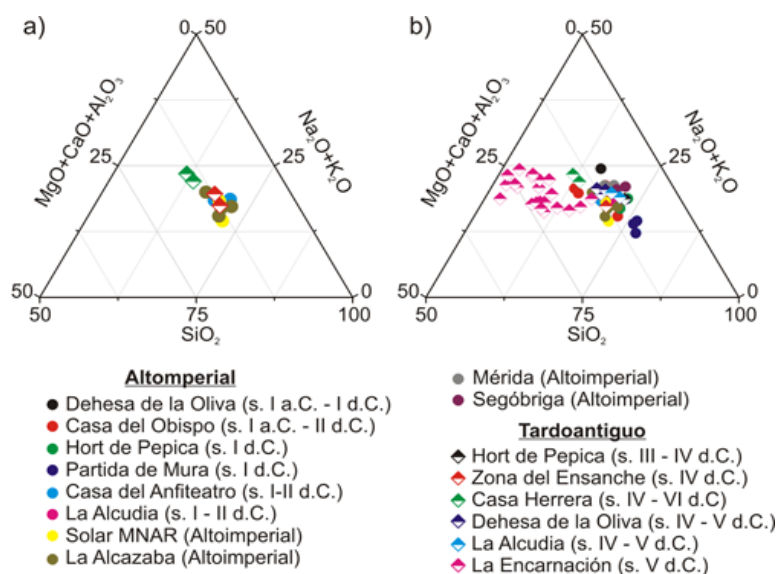 a)
0 50
MgO+CaO+Al₂O₃
Na₂O+K₂O
25 25
50 0
50 75 100
SiO₂
b)
0 50
MgO+CaO+Al₂O₃
Na₂O+K₂O
25 25
50 0
50 75 100
SiO₂
Altomperial
Dehesa de la Oliva (s. I a.C. - I d.C.)
Casa del Obispo (s. I a.C. - II d.C.)
Hort de Pepica (s. I d.C.)
Partida de Mura (s. I d.C.)
Casa del Anfiteatro (s. I-II d.C.)
La Alcudia (s. I - II d.C.)
Solar MNAR (Altoimperial)
La Alcazaba (Altoimperial)
Mérida (Altoimperial)
Segóbriga (Altoimperial)
Tardoantiguo
Hort de Pepica (s. III - IV d.C.)
Zona del Ensanche (s. IV d.C.)
Casa Herrera (s. IV - VI d.C)
Dehesa de la Oliva (s. IV - V d.C.)
La Alcudia (s. IV - V d.C.)
La Encarnación (s. V d.C.)